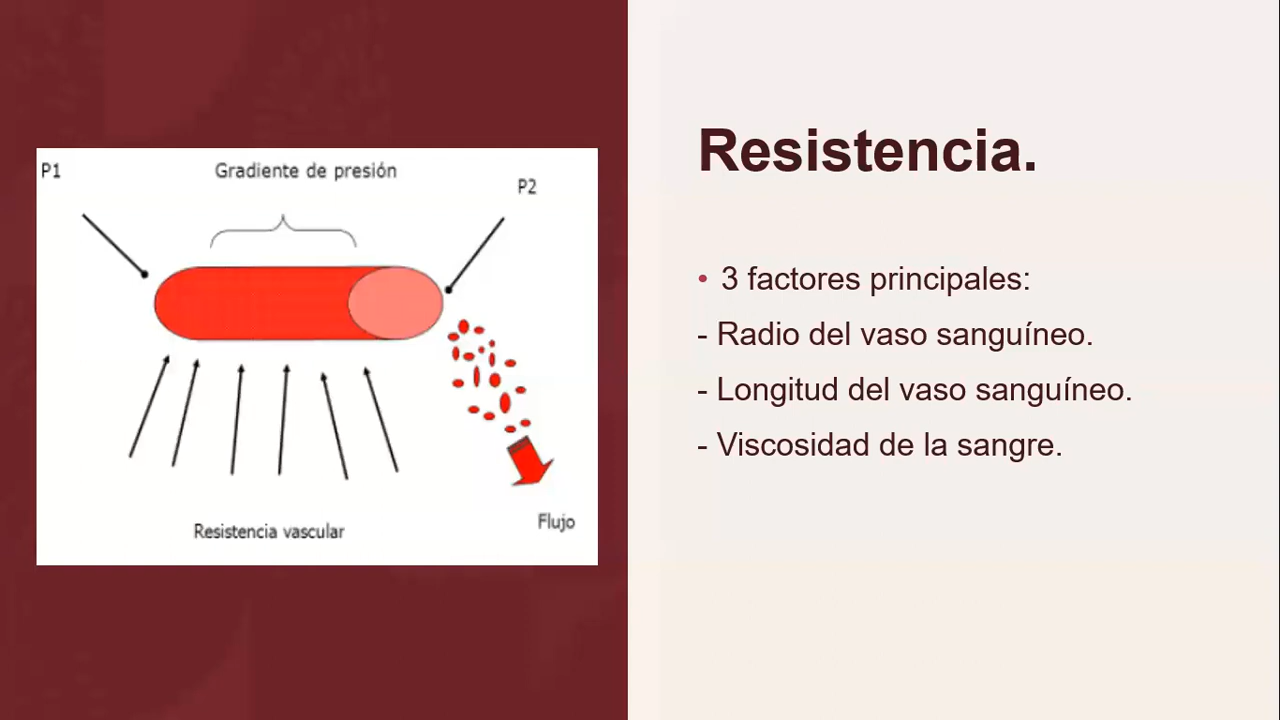 P1
Gradiente de presión
P2
Resistencia vascular
Flujo
Resistencia.
• 3 factores principales:
- Radio del vaso sanguíneo.
- Longitud del vaso sanguíneo.
- Viscosidad de la sangre.